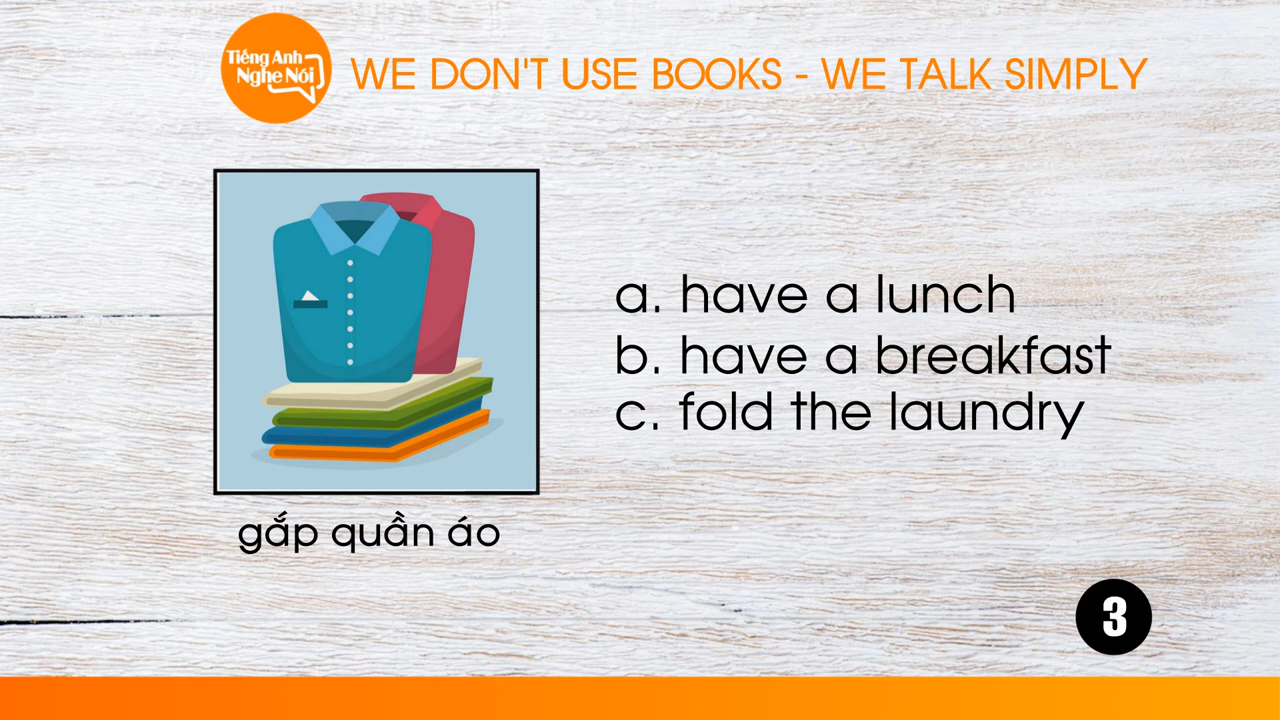 Tiếng Anh
Nghe Nói
WE DON'T USE BOOKS - WE TALK SIMPLY
a. have a lunch
b. have a breakfast
c. fold the laundry
gắp quần áo
3